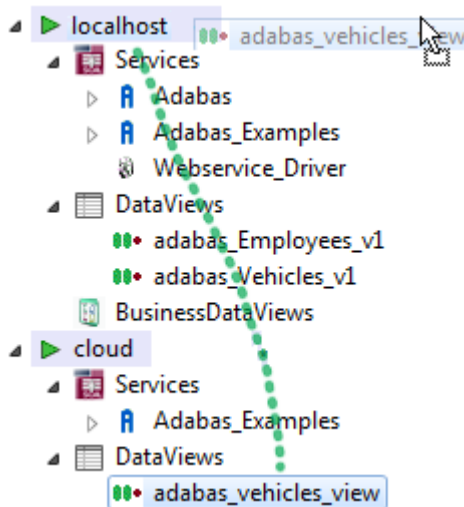 localhost
adabas_vehicles_view
Services
Adabas
Adabas_Examples
Webservice_Driver
DataViews
adabas_Employees_v1
adabas_Vehicles_v1
BusinessDataViews
cloud
Services
Adabas_Examples
DataViews
adabas_vehicles_view